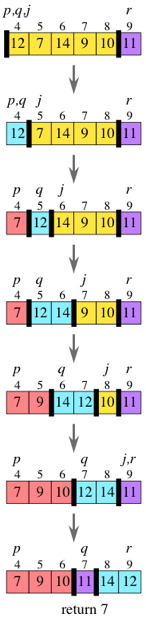 p,q,j r
4 5 6 7 8 9
12 7 14 9 10 11
p,q j r
4 5 6 7 8 9
12 7 14 9 10 11
p q j r
4 5 6 7 8 9
7 12 14 9 10 11
p q j r
4 5 6 7 8 9
7 12 14 9 10 11
p q j r
4 5 6 7 8 9
7 9 14 12 10 11
p q j,r
4 5 6 7 8 9
7 9 10 12 14 11
p q r
4 5 6 7 8 9
7 9 10 11 14 12
return 7